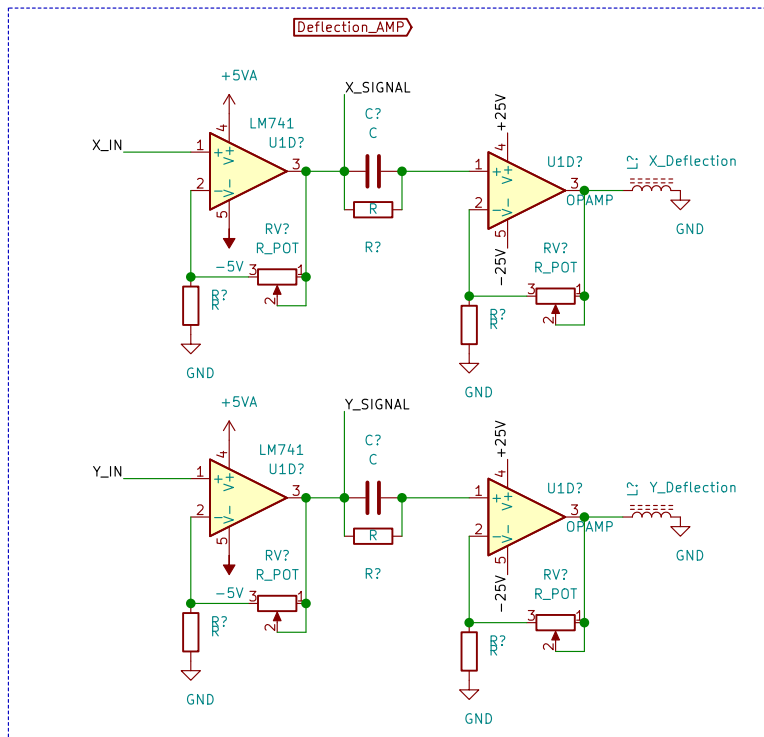 Deflection_AMP
+5VA
X_SIGNAL
LM741
U1D?
C?
C
+25V
X_IN
1
V+
4
3
2
V-
5
R
R?
1
V+
4
U1D?
3
OPAMP
2
V-
5
L?
X_Deflection
GND
-5V
RV?
R_POT
3
1
2
R?
R
GND
-25V
RV?
R_POT
3
1
2
R?
R
GND
+5VA
Y_SIGNAL
LM741
U1D?
C?
C
+25V
Y_IN
1
V+
4
3
2
V-
5
R
R?
1
V+
4
U1D?
3
OPAMP
2
V-
5
L?
Y_Deflection
GND
-5V
RV?
R_POT
3
1
2
R?
R
GND
-25V
RV?
R_POT
3
1
2
R?
R
GND